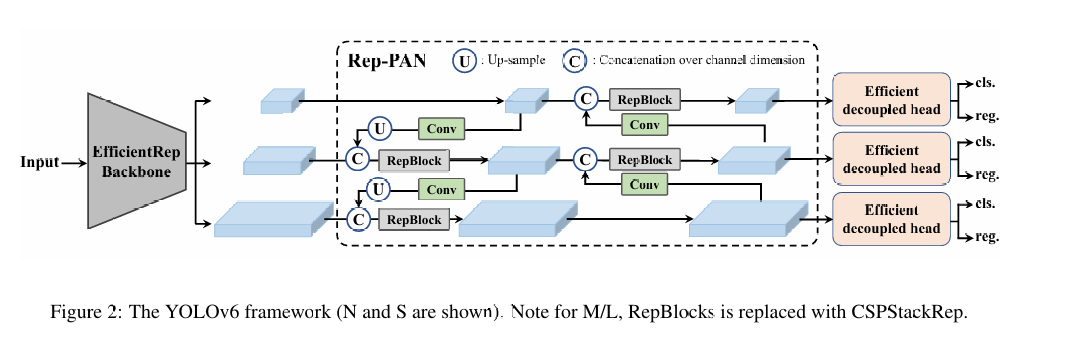 Rep-PAN U : Up-sample C : Concatenation over channel dimension
C RepBlock Efficient decoupled head cls. reg.
U Conv Conv
Input EfficientRep Backbone C RepBlock C RepBlock Efficient decoupled head cls. reg.
U Conv Conv
C RepBlock Efficient decoupled head cls. reg.
Figure 2: The YOLOv6 framework (N and S are shown). Note for M/L, RepBlocks is replaced with CSPStackRep.